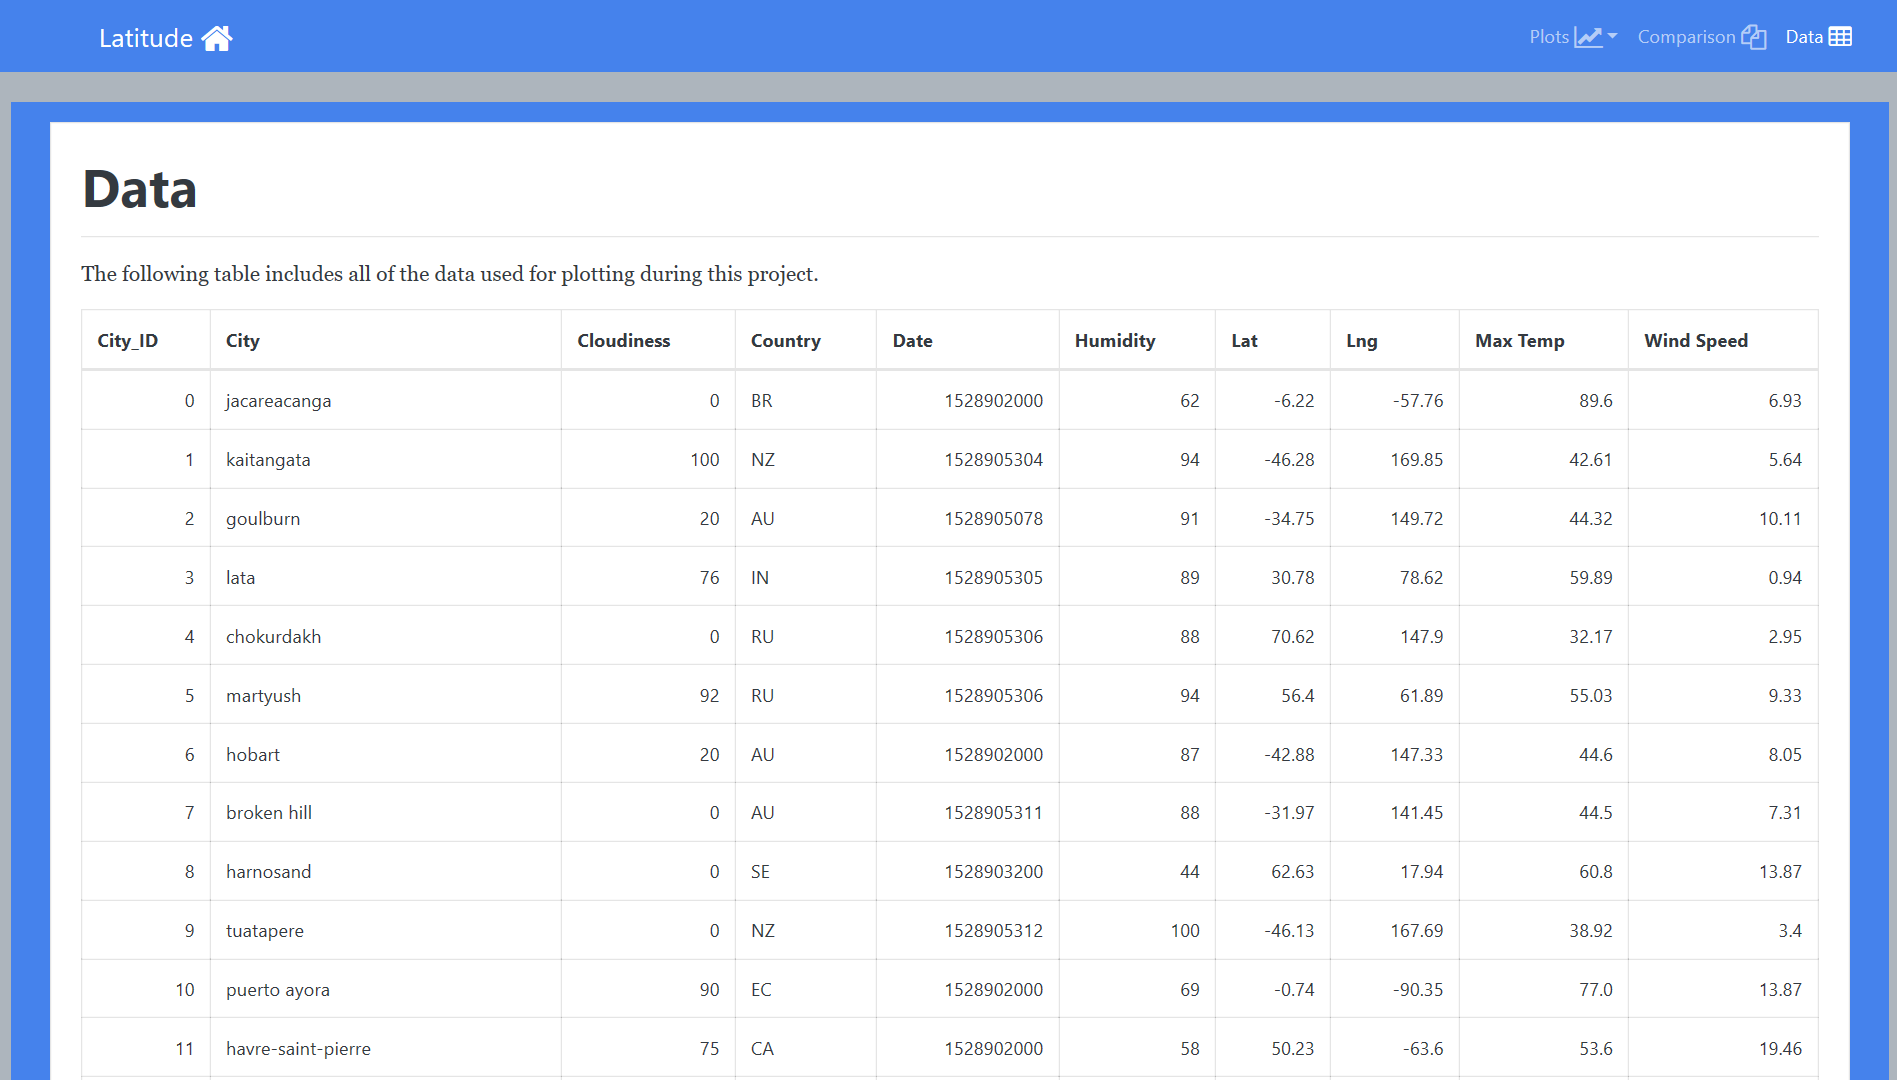 Latitude Plots Comparison Data
Data
The following table includes all of the data used for plotting during this project.
City_ID City Cloudiness Country Date Humidity Lat Lng Max Temp Wind Speed
0 jacareacanga 0 BR 1528902000 62 -6.22 -57.76 89.6 6.93
1 kaitangata 100 NZ 1528905304 94 -46.28 169.85 42.61 5.64
2 goulburn 20 AU 1528905078 91 -34.75 149.72 44.32 10.11
3 lata 76 IN 1528905305 89 30.78 78.62 59.89 0.94
4 chokurdakh 0 RU 1528905306 88 70.62 147.9 32.17 2.95
5 martyush 92 RU 1528905306 94 56.4 61.89 55.03 9.33
6 hobart 20 AU 1528902000 87 -42.88 147.33 44.6 8.05
7 broken hill 0 AU 1528905311 88 -31.97 141.45 44.5 7.31
8 harnosand 0 SE 1528903200 44 62.63 17.94 60.8 13.87
9 tuatapere 0 NZ 1528905312 100 -46.13 167.69 38.92 3.4
10 puerto ayora 90 EC 1528902000 69 -0.74 -90.35 77.0 13.87
11 havre-saint-pierre 75 CA 1528902000 58 50.23 -63.6 53.6 19.46